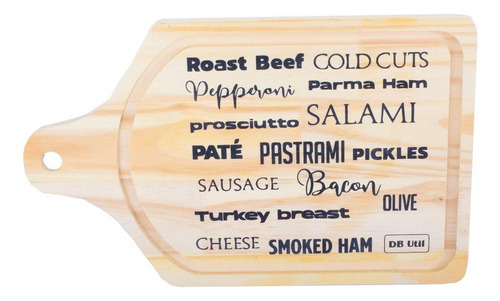 Roast Beef COLD CUTS
Pepperoni Parma Ham
prosciutto SALAMI
PATÉ PASTRAMI PICKLES
SAUSAGE Bacon OLIVE
Turkey breast
CHEESE SMOKED HAM DB Util